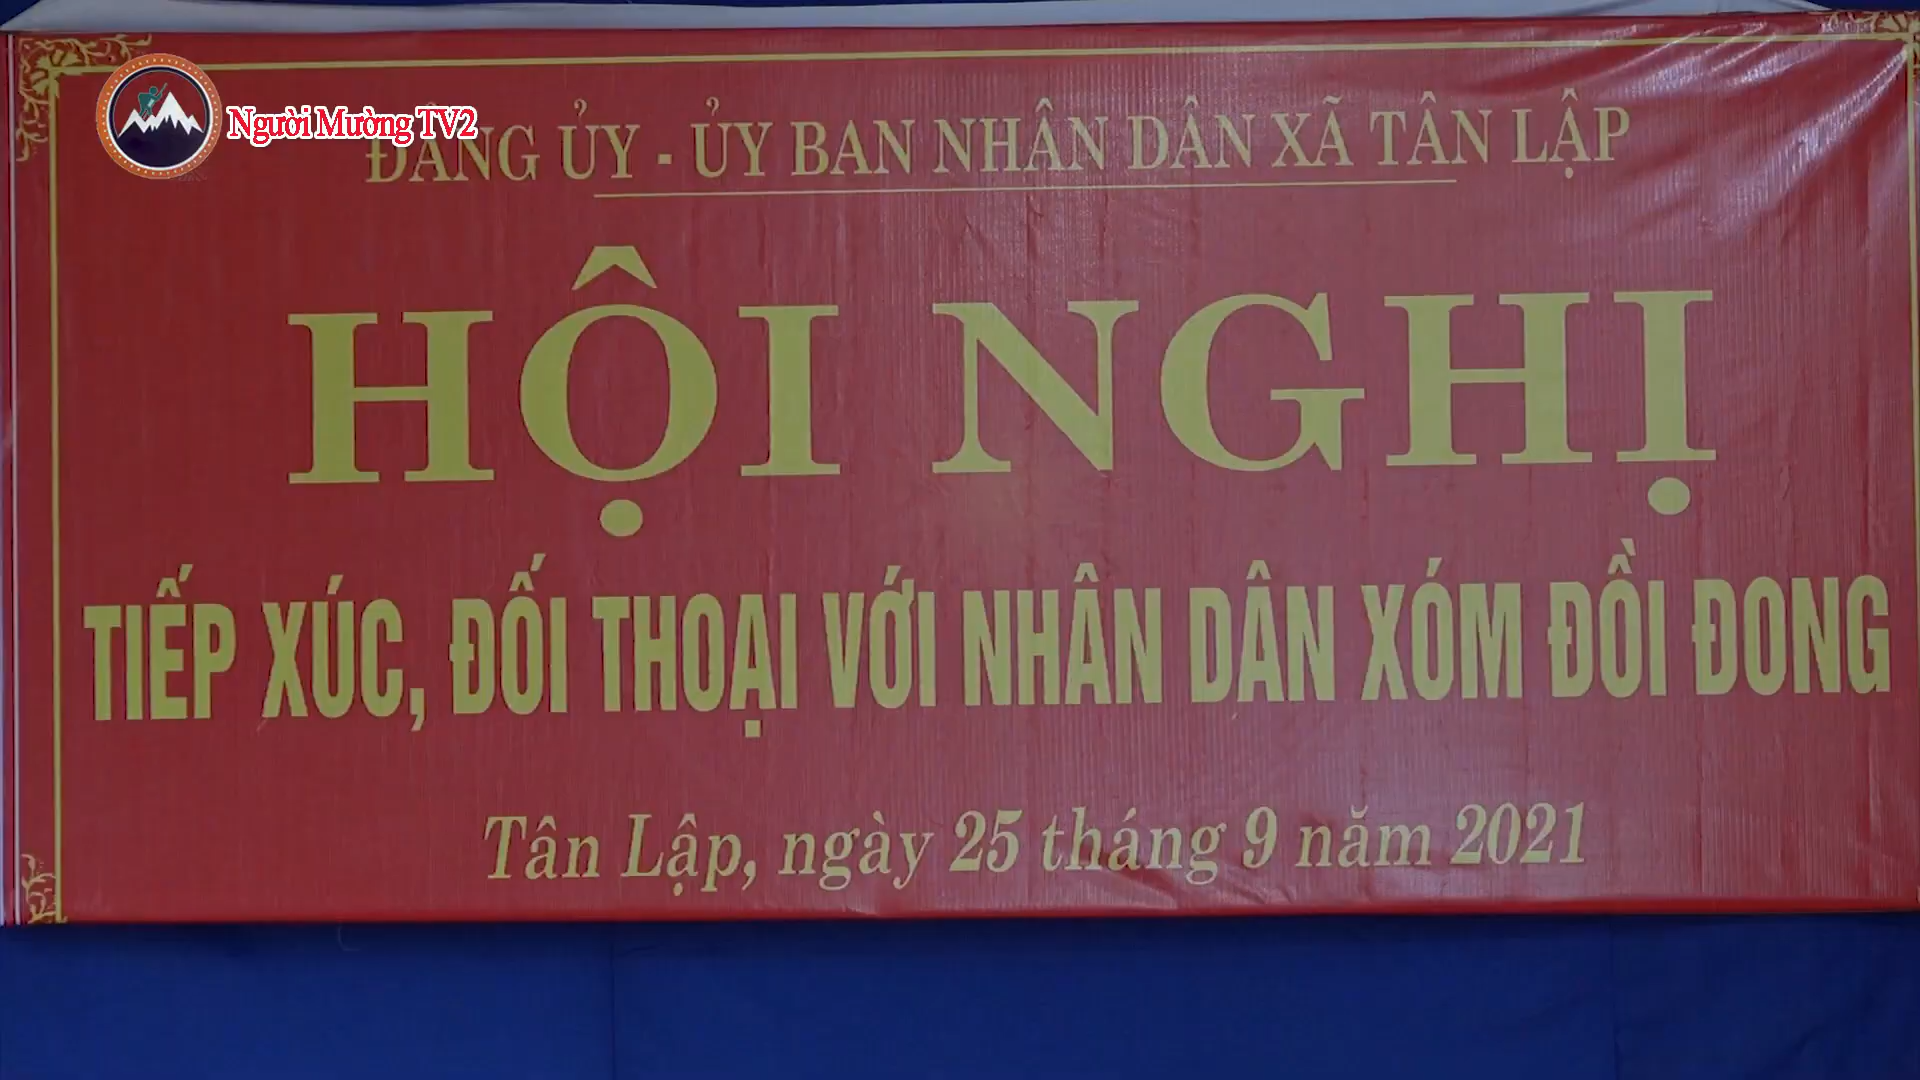 Người Mường TV2
ĐẢNG ỦY - ỦY BAN NHÂN DÂN XÃ TÂN LẬP
HỘI NGHỊ
TIẾP XÚC, ĐỐI THOẠI VỚI NHÂN DÂN XÓM ĐỒI ĐONG
Tân Lập, ngày 25 tháng 9 năm 2021